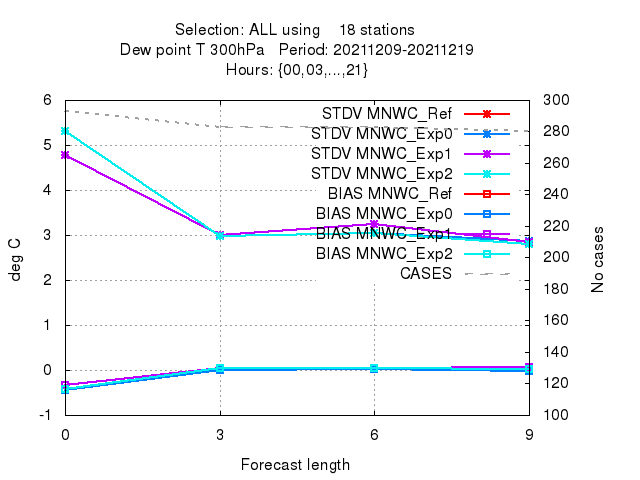 Selection: ALL using    18 stations
Dew point T 300hPa   Period: 20211209-20211219
Hours: {00,03,...,21}
6
5
4
3
2
1
0
-1
deg C
300
280
260
240
220
200
180
160
140
120
100
No cases
STDV MNWC_Ref
STDV MNWC_Exp0
STDV MNWC_Exp1
STDV MNWC_Exp2
BIAS MNWC_Ref
BIAS MNWC_Exp0
BIAS MNWC_Exp1
BIAS MNWC_Exp2
CASES
0 3 6 9
Forecast length